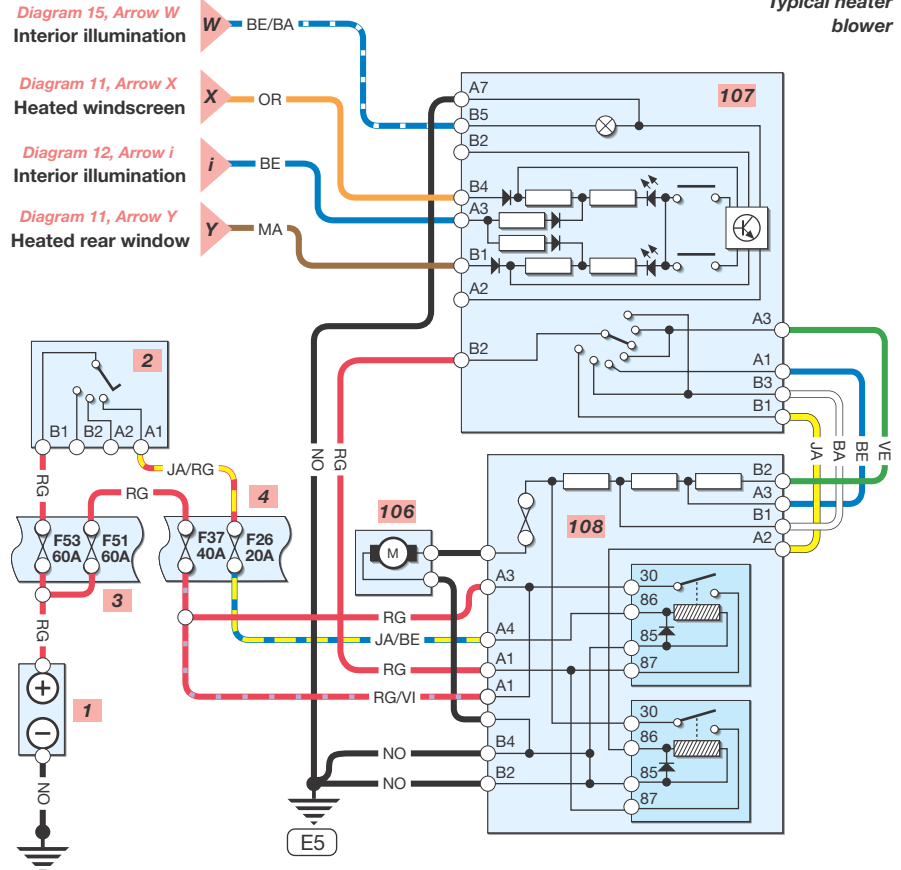 Typical heater
blower
Diagram 15, Arrow W
Interior illumination
W
BE/BA
Diagram 11, Arrow X
Heated windscreen
X
OR
Diagram 12, Arrow i
Interior illumination
i
BE
Diagram 11, Arrow Y
Heated rear window
Y
MA
107
A7
B5
B2
B4
A3
B1
A2
B2
A3
A1
B3
B1
2
B1 B2 A2 A1
RG
JA/RG
RG
4
F53
60A
F51
60A
F37
40A
F26
20A
3
RG
1
NO
NO
RG
JA
BA
BE
VE
106
M
108
B2
A3
B1
A2
A3
RG
A4
JA/BE
A1
RG
A1
RG/VI
B4
NO
B2
NO
30
86
85
87
30
86
85
87
E5